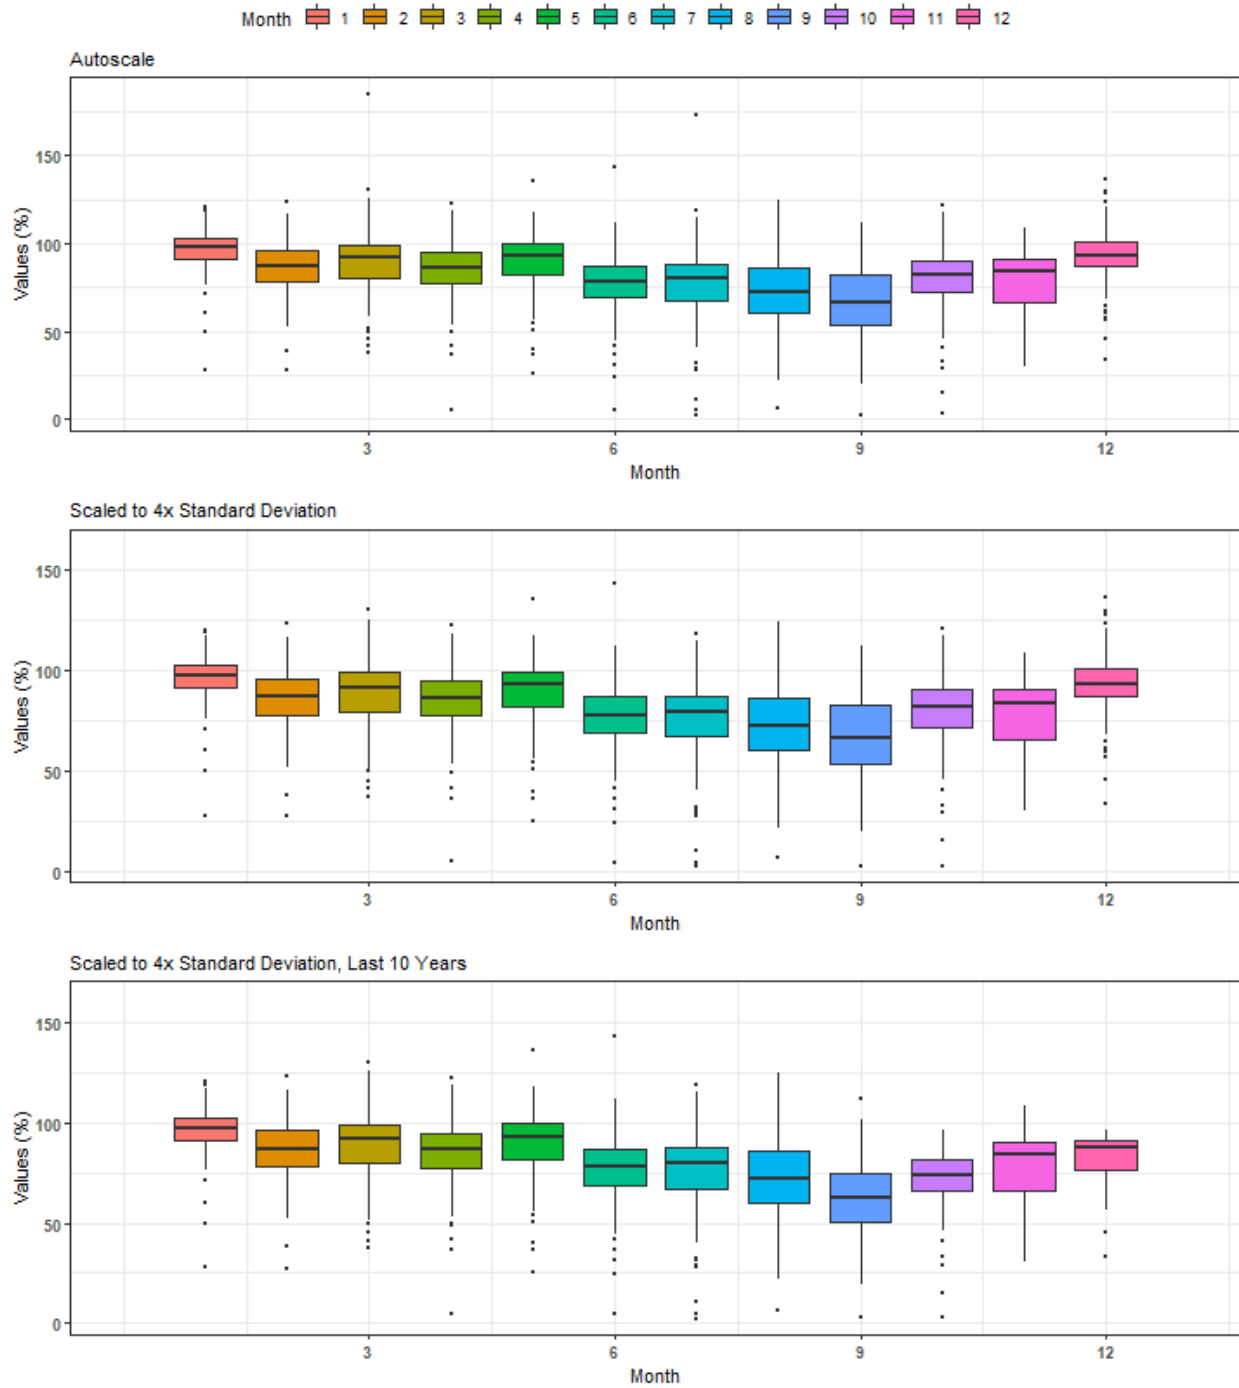 Month 1 2 3 4 5 6 7 8 9 10 11 12
Autoscale
Values (%)
150
100
50
0
3 6 9 12
Month
Scaled to 4x Standard Deviation
Values (%)
150
100
50
0
3 6 9 12
Month
Scaled to 4x Standard Deviation, Last 10 Years
Values (%)
150
100
50
0
3 6 9 12
Month